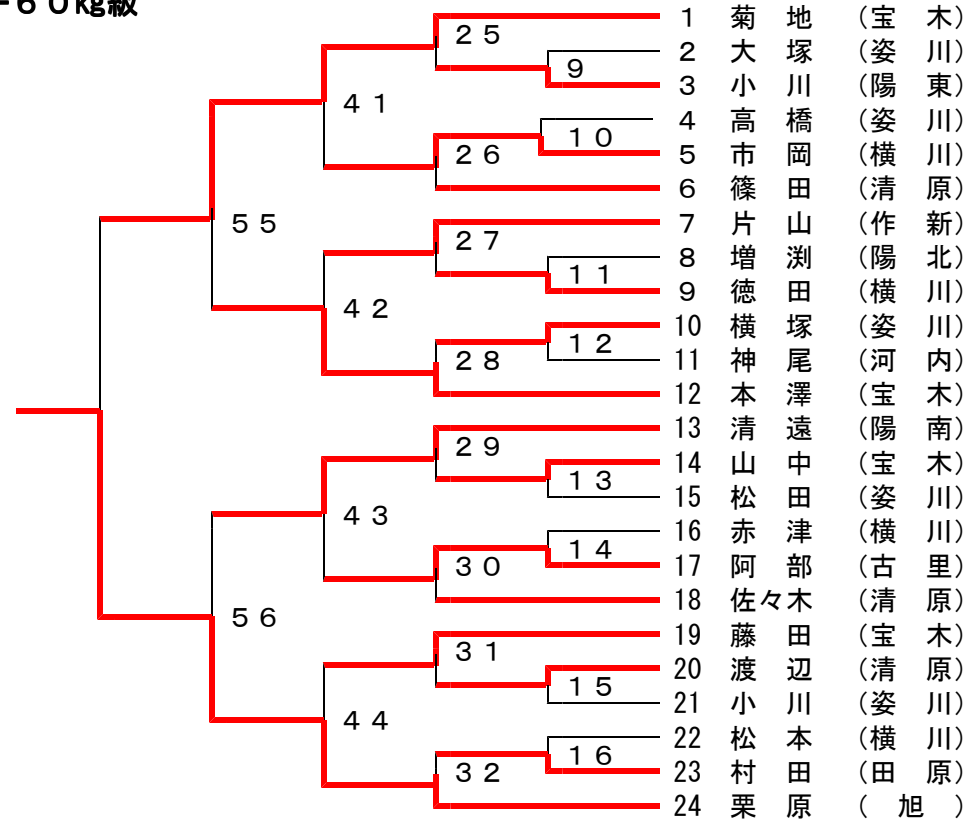 -60kg級
1 菊 地 (宝 木)
25
2 大 塚 (姿 川)
9
3 小 川 (陽 東)
41
4 高 橋 (姿 川)
10
5 市 岡 (横 川)
26
6 篠 田 (清 原)
55
7 片 山 (作 新)
27
8 増 渕 (陽 北)
11
9 徳 田 (横 川)
42
10 横 塚 (姿 川)
12
11 神 尾 (河 内)
28
12 本 澤 (宝 木)
13 清 遠 (陽 南)
29
14 山 中 (宝 木)
13
15 松 田 (姿 川)
43
16 赤 津 (横 川)
14
17 阿 部 (古 里)
30
18 佐々木 (清 原)
56
19 藤 田 (宝 木)
31
20 渡 辺 (清 原)
15
21 小 川 (姿 川)
44
22 松 本 (横 川)
16
23 村 田 (田 原)
32
24 栗 原 ( 旭 )